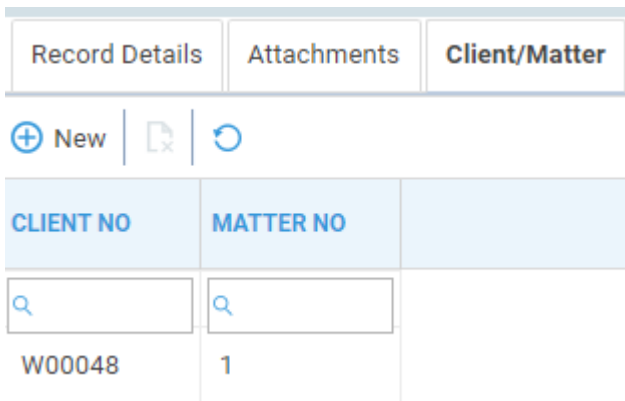 Record Details Attachments Client/Matter
New
CLIENT NO MATTER NO
W00048 1